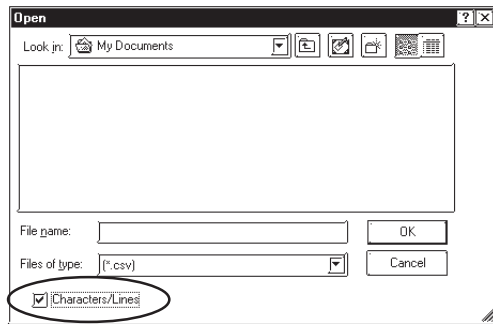 Open
Look in: My Documents
File name: OK
Files of type: (*.csv) Cancel
Characters/Lines